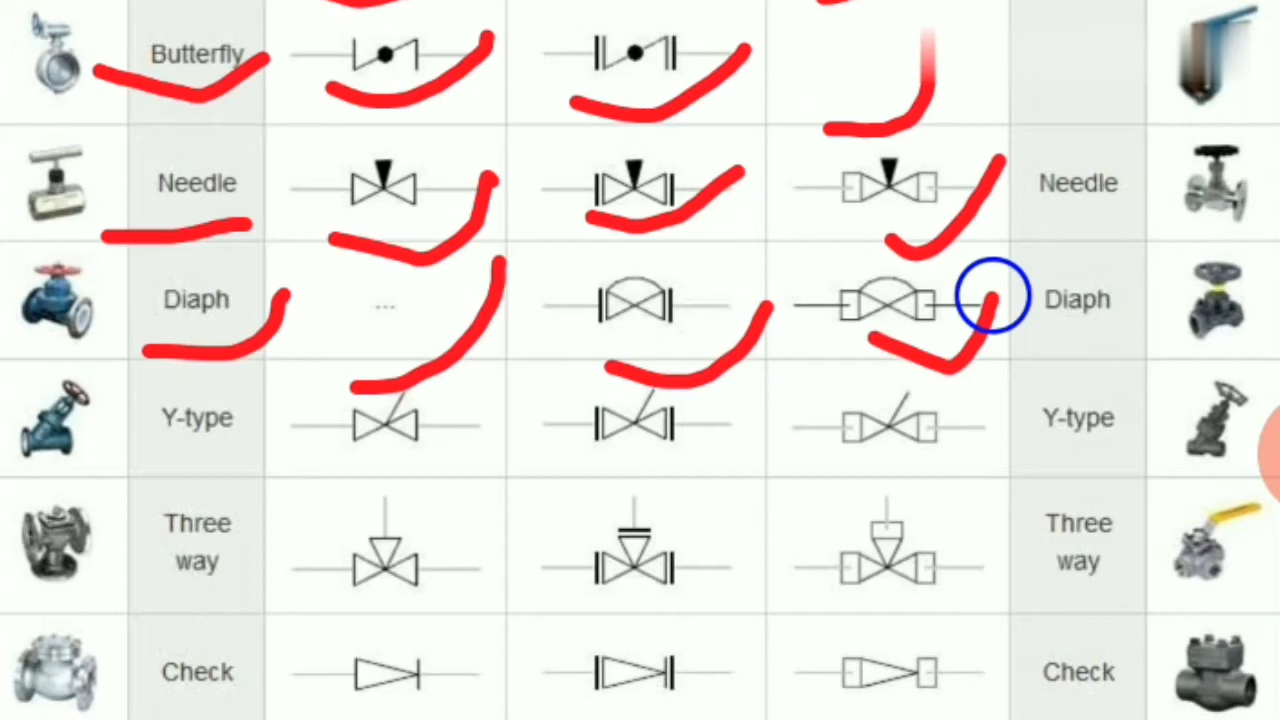 Butterfly
Needle
Needle
Diaph
...
Diaph
Y-type
Y-type
Three
way
Three
way
Check
Check